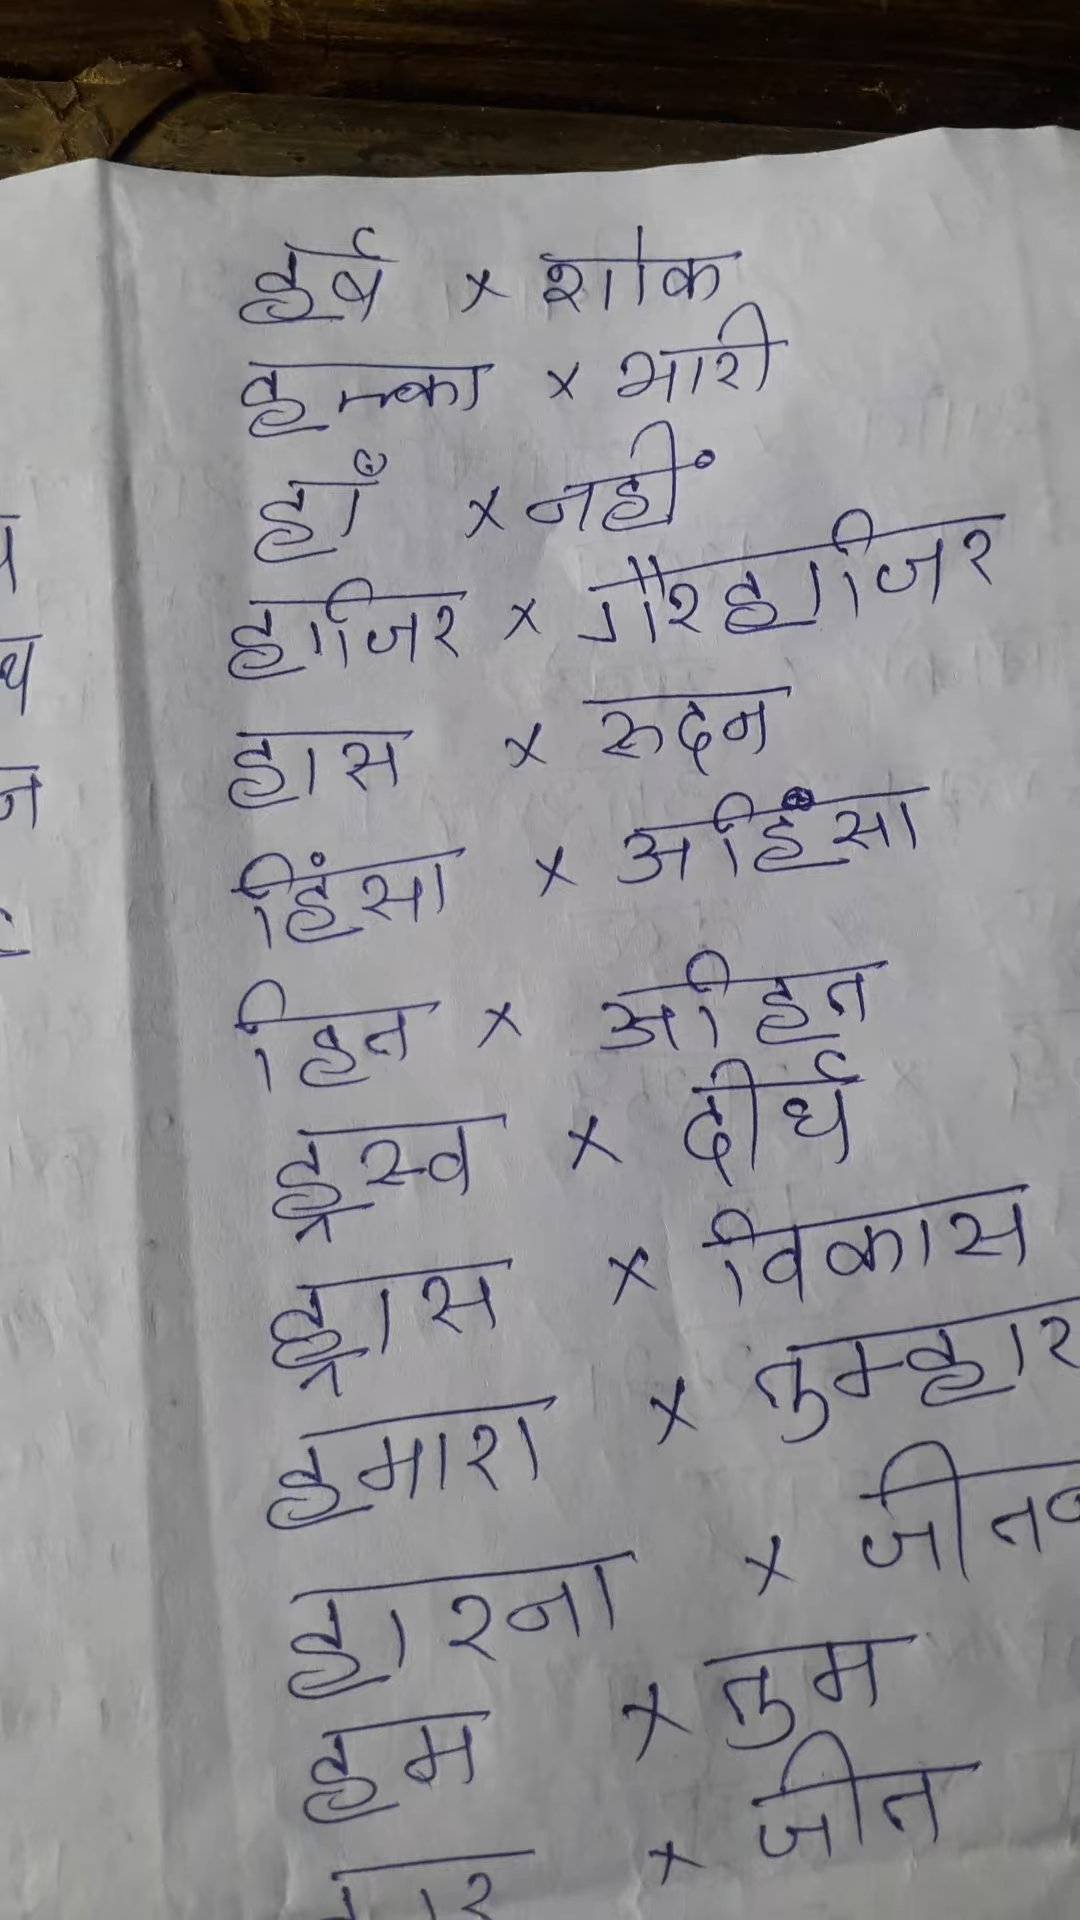 हर्ष × शोक
हल्का × भारी
हाँ × नहीं
हाजिर × गैरहाजिर
हास × रुदन
हिंसा × अहिंसा
हित × अहित
ह्रस्व × दीर्घ
ह्रास × विकास
हमारा × तुम्हार
हारना × जीत
हम × तुम
× जीत